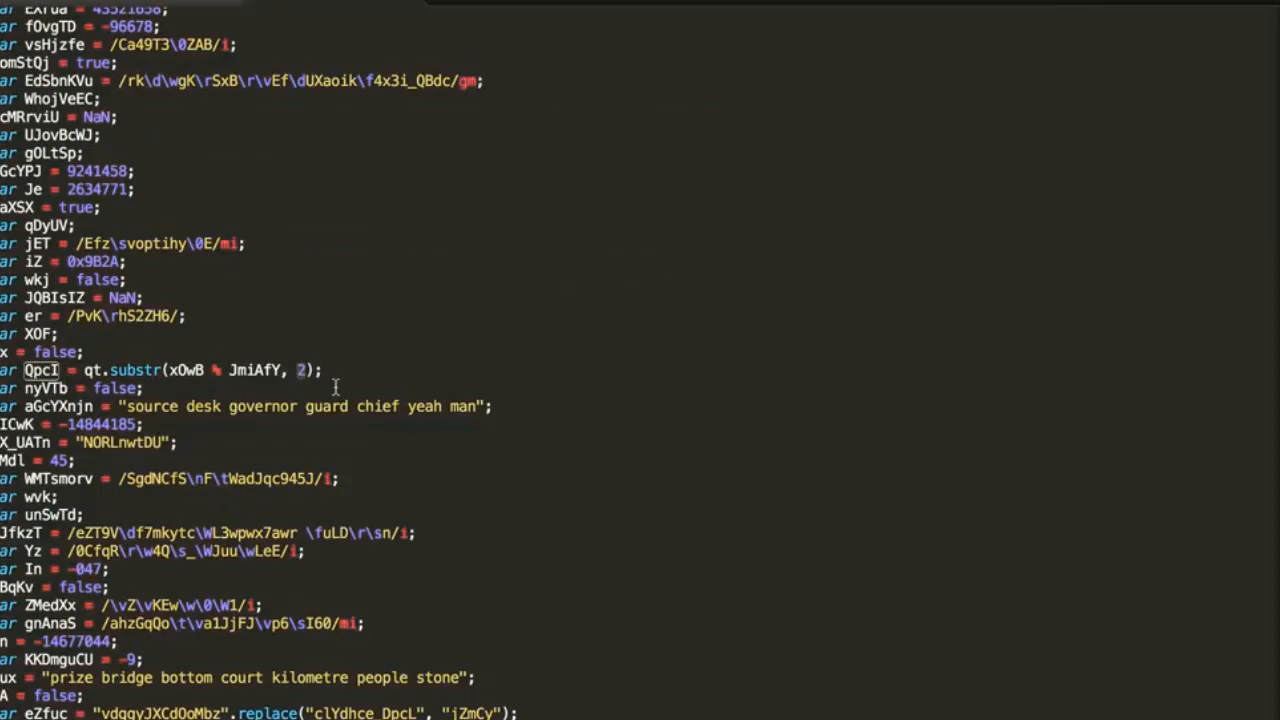 ar EXrua = 43521658;
ar fOvgTD = -96678;
ar vsHjzfe = /Ca49T3\0ZAB/i;
omStQj = true;
ar EdSbnKVu = /rk\d\wgK\rSxB\r\vEf\dUXaoik\f4x3i_QBdc/gm;
ar WhojVeEC;
cMRrviU = NaN;
ar UJovBcWJ;
ar gOLtSp;
GcYPJ = 9241458;
ar Je = 2634771;
aXSX = true;
ar qDyUV;
ar jET = /Efz\svoptihy\0E/mi;
ar iZ = 0x9B2A;
ar wkj = false;
ar JQBIsIZ = NaN;
ar er = /PvK\rhS2ZH6/;
ar XOF;
x = false;
ar QpcI = qt.substr(xOwB % JmiAfY, 2);
ar nyVTb = false;
ar aGcYXnjn = "source desk governor guard chief yeah man";
ICwK = -14844185;
X_UATn = "NORLnwtDU";
Mdl = 45;
ar WMTsmorv = /SgdNCfS\nF\tWadJqc945J/i;
ar wvk;
ar unSwTd;
JfkzT = /eZT9V\df7mkytc\WL3wpwx7awr \fuLD\r\sn/i;
ar Yz = /0CfqR\r\w4Q\s_\WJuu\wLeE/i;
ar In = -047;
BqKv = false;
ar ZMedXx = /\vZ\vKEw\w\0\W1/i;
ar gnAnaS = /ahzGqQo\t\va1JjFJ\vp6\sI60/mi;
n = -14677044;
ar KKDmguCU = -9;
ux = "prize bridge bottom court kilometre people stone";
A = false;
ar eZfuc = "vdgqyJXCdOoMbz".replace("clYdhce_DpcL", "jZmCy");